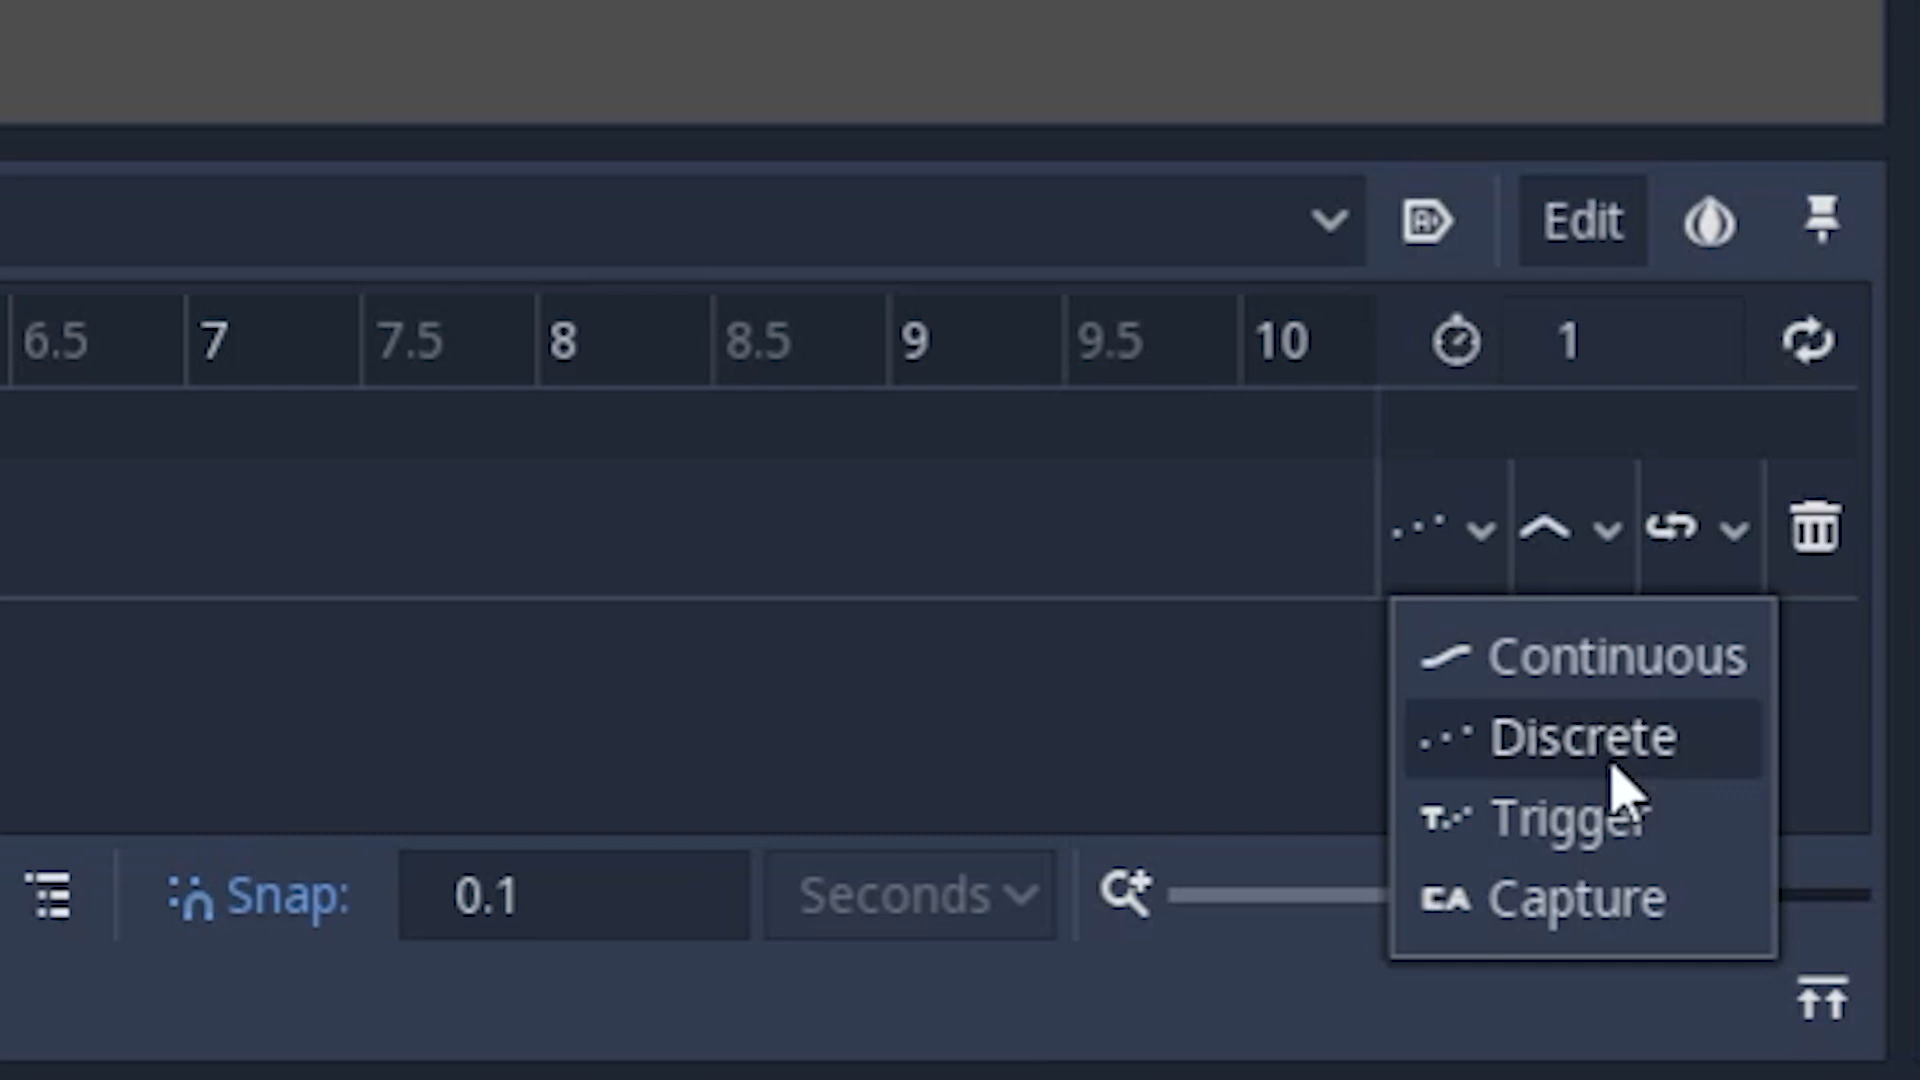 Edit
6.5 7 7.5 8 8.5 9 9.5 10 1
Continuous
Discrete
Trigger
Capture
Snap: 0.1 Seconds